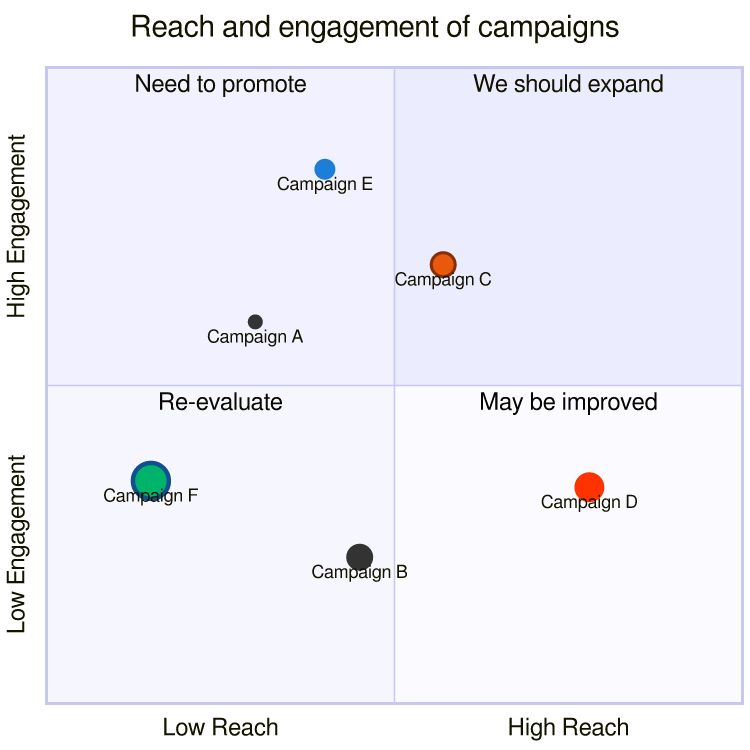 Reach and engagement of campaigns
Need to promote
We should expand
High Engagement
Campaign E
Campaign C
Campaign A
Re-evaluate
May be improved
Low Engagement
Campaign F
Campaign D
Campaign B
Low Reach
High Reach